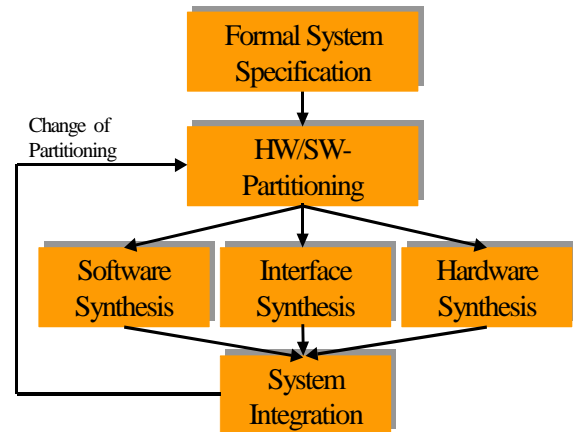 Formal System
Specification
Change of
Partitioning
HW/SW-
Partitioning
Software
Synthesis
Interface
Synthesis
Hardware
Synthesis
System
Integration